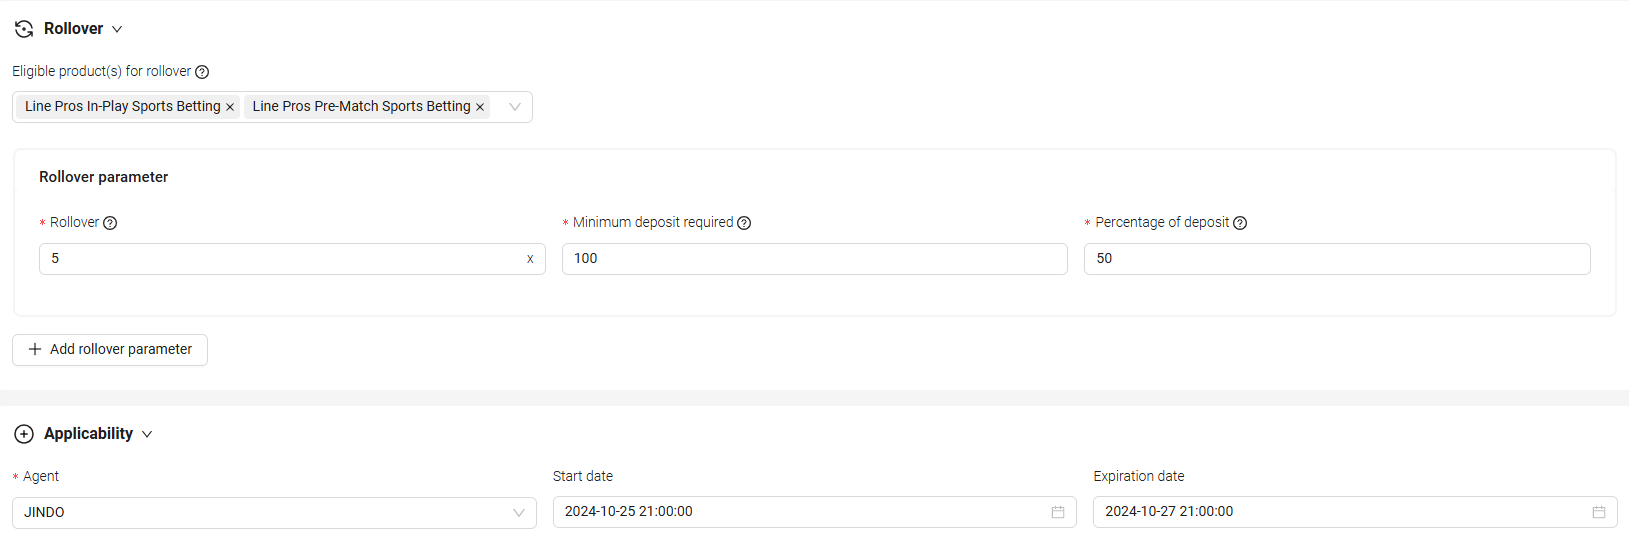 Rollover
Eligible product(s) for rollover
Line Pros In-Play Sports Betting × Line Pros Pre-Match Sports Betting ×
Rollover parameter
* Rollover * Minimum deposit required * Percentage of deposit
5 x 100 50
+ Add rollover parameter
Applicability
* Agent Start date Expiration date
JINDO 2024-10-25 21:00:00 2024-10-27 21:00:00